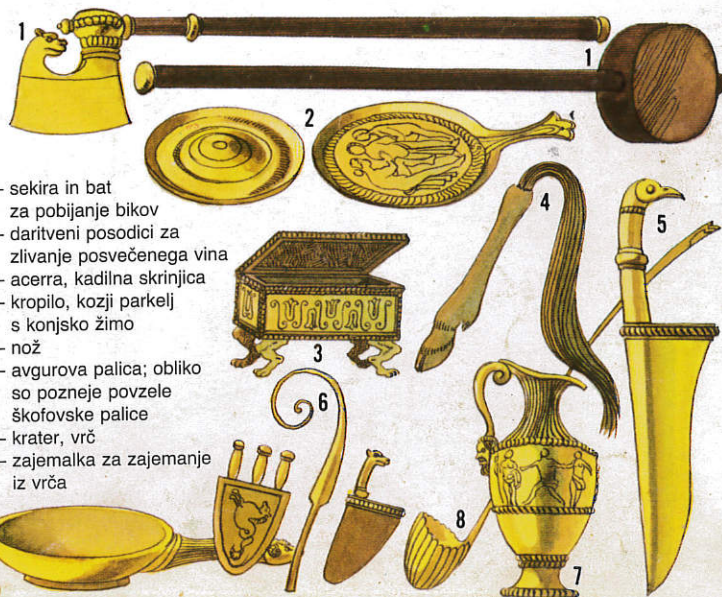 1
1
2
- sekira in bat
za pobijanje bikov
- daritveni posodici za
zlivanje posvečenega vina
- acerra, kadilna skrinjica
- kropilo, kozji parkelj
s konjsko žimo
- nož
- avgurova palica; obliko
so pozneje povzele
škofovske palice
- krater, vrč
- zajemalka za zajemanje
iz vrča
3
4
5
6
7
8